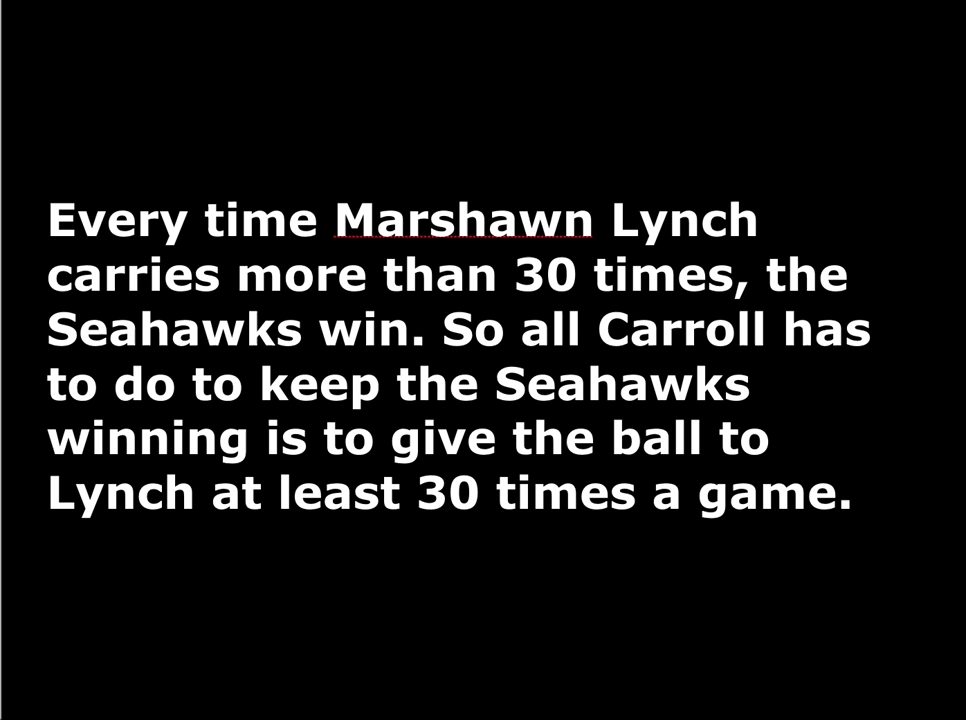 Every time Marshawn Lynch
carries more than 30 times, the
Seahawks win. So all Carroll has
to do to keep the Seahawks
winning is to give the ball to
Lynch at least 30 times a game.